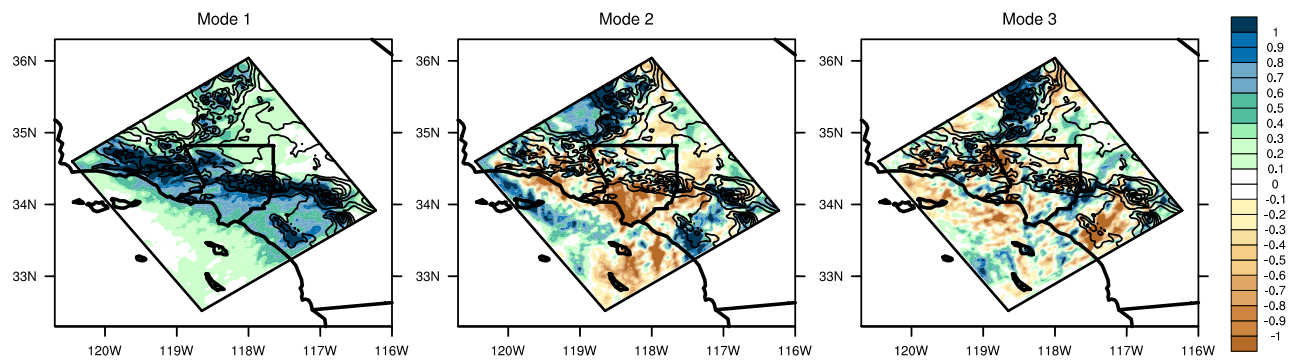 Mode 1
Mode 2
Mode 3
36N
35N
34N
33N
120W
119W
118W
117W
116W
36N
35N
34N
33N
120W
119W
118W
117W
116W
36N
35N
34N
33N
120W
119W
118W
117W
116W
1
0.9
0.8
0.7
0.6
0.5
0.4
0.3
0.2
0.1
0
-0.1
-0.2
-0.3
-0.4
-0.5
-0.6
-0.7
-0.8
-0.9
-1